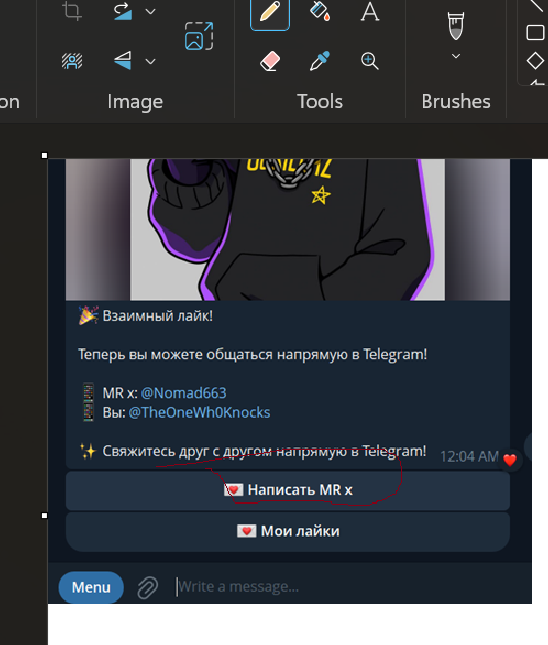 on
Image
Tools
Brushes
🎉 Взаимный лайк!
Теперь вы можете общаться напрямую в Telegram!
📱 MR x: @Nomad663
📱 Вы: @TheOneWh0Knocks
✨ Свяжитесь друг с другом напрямую в Telegram!
12:04 AM
💌 Написать MR x
💌 Мои лайки
Menu
Write a message...